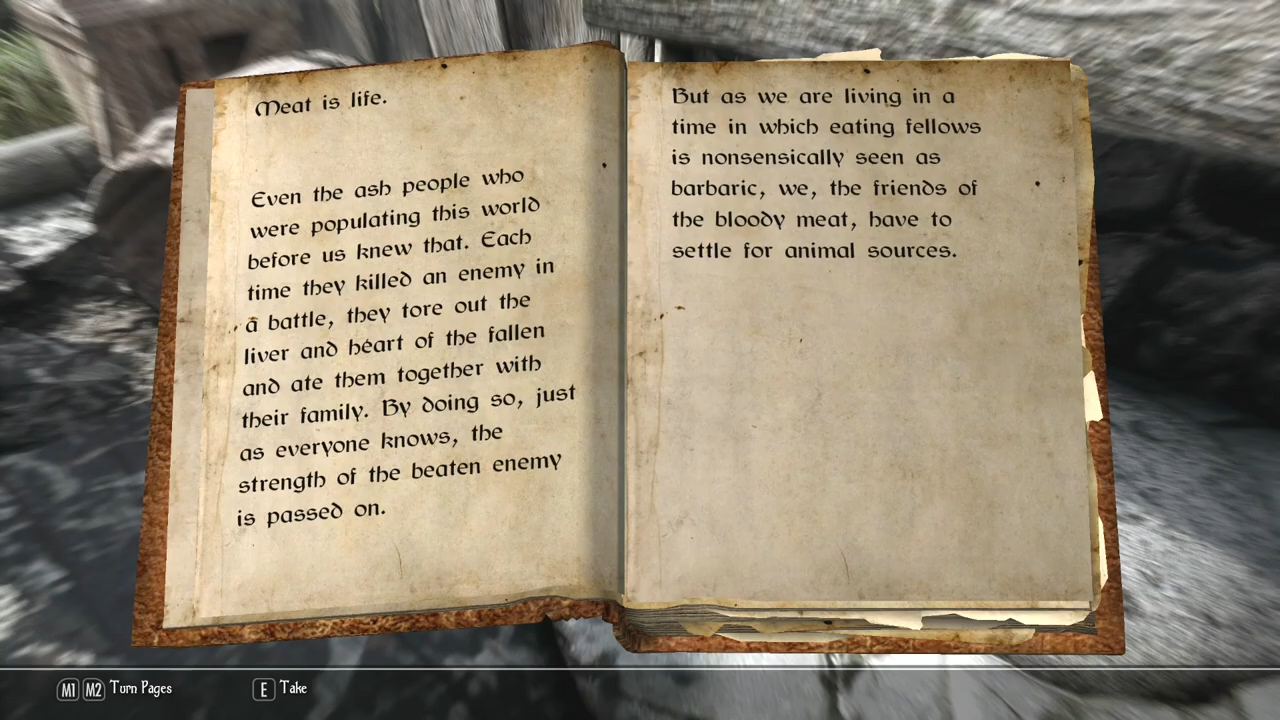 Meat is life.
Even the ash people who
were populating this world
before us knew that. Each
time they killed an enemy in
a battle, they tore out the
liver and heart of the fallen
and ate them together with
their family. By doing so, just
as everyone knows, the
strength of the beaten enemy
is passed on.
But as we are living in a
time in which eating fellows
is nonsensically seen as
barbaric, we, the friends of
the bloody meat, have to
settle for animal sources.
M1 M2 Turn Pages
E Take